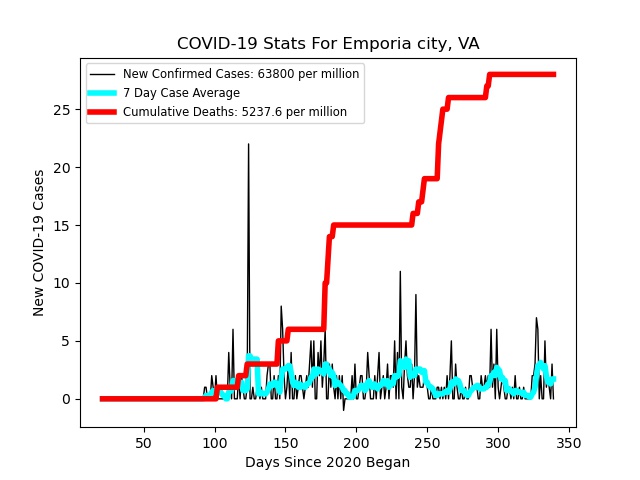 COVID-19 Stats For Emporia city, VA
New Confirmed Cases: 63800 per million
7 Day Case Average
Cumulative Deaths: 5237.6 per million
New COVID-19 Cases
25
20
15
10
5
0
50 100 150 200 250 300 350
Days Since 2020 Began